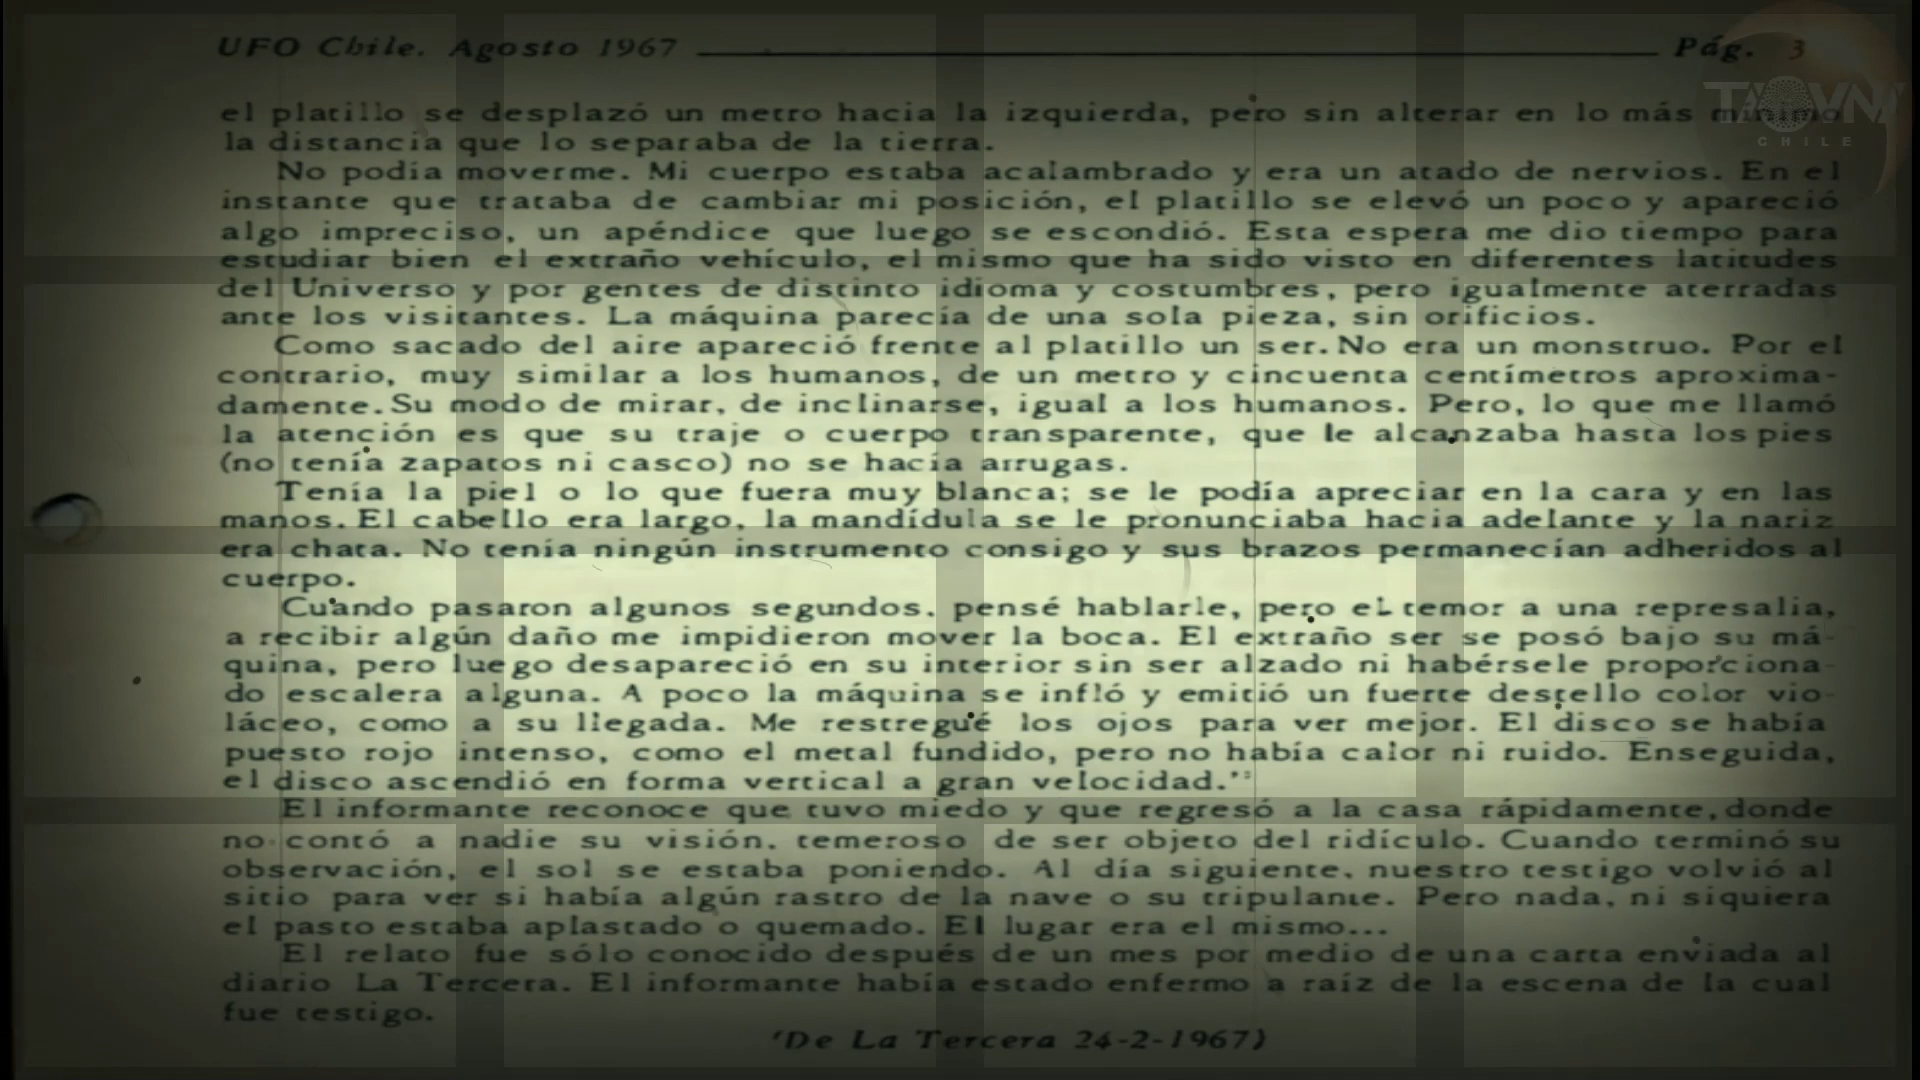 UFO Chile. Agosto 1967 Pág. 3
TAOVNI
CHILE
el platillo se desplazó un metro hacia la izquierda, pero sin alterar en lo más mínimo
la distancia que lo separaba de la tierra.
No podía moverme. Mi cuerpo estaba acalambrado y era un atado de nervios. En el
instante que trataba de cambiar mi posición, el platillo se elevó un poco y apareció
algo impreciso, un apéndice que luego se escondió. Esta espera me dio tiempo para
estudiar bien el extraño vehículo, el mismo que ha sido visto en diferentes latitudes
del Universo y por gentes de distinto idioma y costumbres, pero igualmente aterradas
ante los visitantes. La máquina parecía de una sola pieza, sin orificios.
Como sacado del aire apareció frente al platillo un ser. No era un monstruo. Por el
contrario, muy similar a los humanos, de un metro y cincuenta centímetros aproxima-
damente. Su modo de mirar, de inclinarse, igual a los humanos. Pero, lo que me llamó
la atención es que su traje o cuerpo transparente, que le alcanzaba hasta los pies
(no tenía zapatos ni casco) no se hacía arrugas.
Tenía la piel o lo que fuera muy blanca; se le podía apreciar en la cara y en las
manos. El cabello era largo, la mandídula se le pronunciaba hacia adelante y la nariz
era chata. No tenía ningún instrumento consigo y sus brazos permanecían adheridos al
cuerpo.
Cuando pasaron algunos segundos, pensé hablarle, pero el temor a una represalia,
a recibir algún daño me impidieron mover la boca. El extraño ser se posó bajo su má-
quina, pero luego desapareció en su interior sin ser alzado ni habérsele proporciona-
do escalera alguna. A poco la máquina se infló y emitió un fuerte destello color vio-
láceo, como a su llegada. Me restregué los ojos para ver mejor. El disco se había
puesto rojo intenso, como el metal fundido, pero no había calor ni ruido. Enseguida,
el disco ascendió en forma vertical a gran velocidad."
El informante reconoce que tuvo miedo y que regresó a la casa rápidamente, donde
no contó a nadie su visión, temeroso de ser objeto del ridículo. Cuando terminó su
observación, el sol se estaba poniendo. Al día siguiente, nuestro testigo volvió al
sitio para ver si había algún rastro de la nave o su tripulante. Pero nada, ni siquiera
el pasto estaba aplastado o quemado. El lugar era el mismo...
El relato fue sólo conocido después de un mes por medio de una carta enviada al
diario La Tercera. El informante había estado enfermo a raíz de la escena de la cual
fue testigo.
(De La Tercera 24-2-1967)